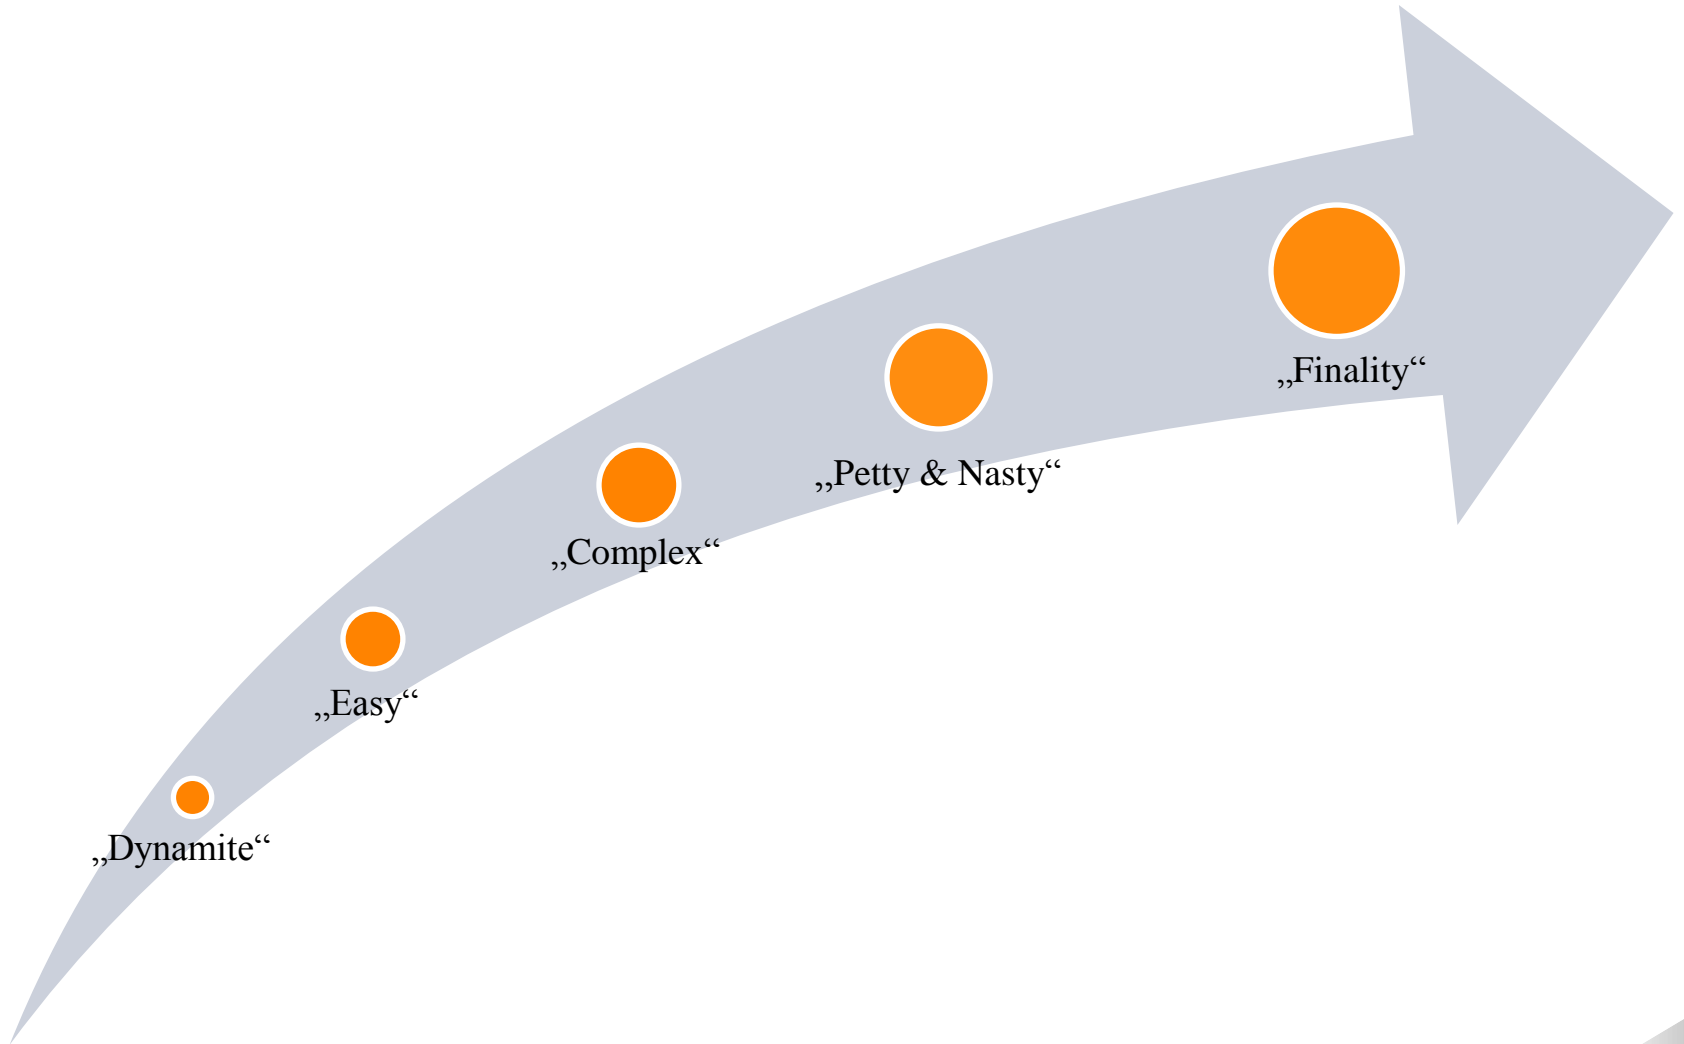 „Finality“
„Petty & Nasty“
„Complex“
„Easy“
„Dynamite“